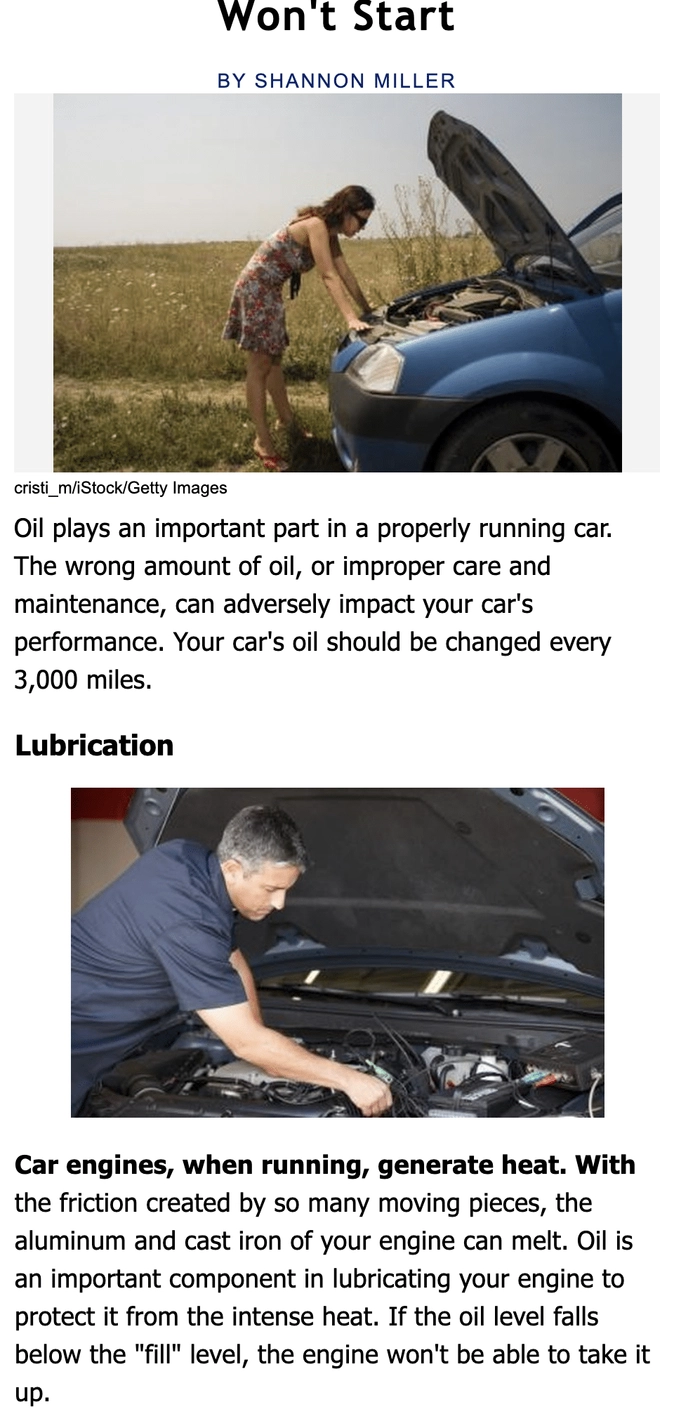 Won't Start
BY SHANNON MILLER
cristi_m/iStock/Getty Images
Oil plays an important part in a properly running car.
The wrong amount of oil, or improper care and
maintenance, can adversely impact your car's
performance. Your car's oil should be changed every
3,000 miles.
Lubrication
Car engines, when running, generate heat. With
the friction created by so many moving pieces, the
aluminum and cast iron of your engine can melt. Oil is
an important component in lubricating your engine to
protect it from the intense heat. If the oil level falls
below the "fill" level, the engine won't be able to take it
up.